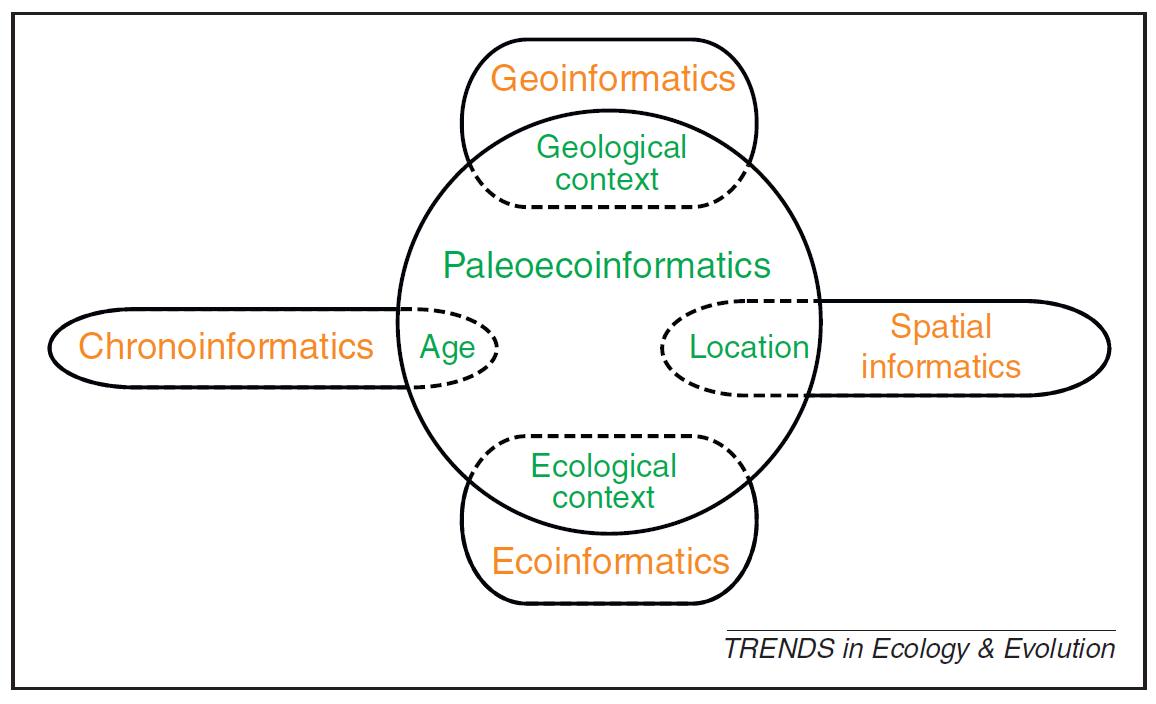 Geoinformatics
Geological
context
Paleoecoinformatics
Chronoinformatics
Age
Location
Spatial
informatics
Ecological
context
Ecoinformatics
TRENDS in Ecology & Evolution